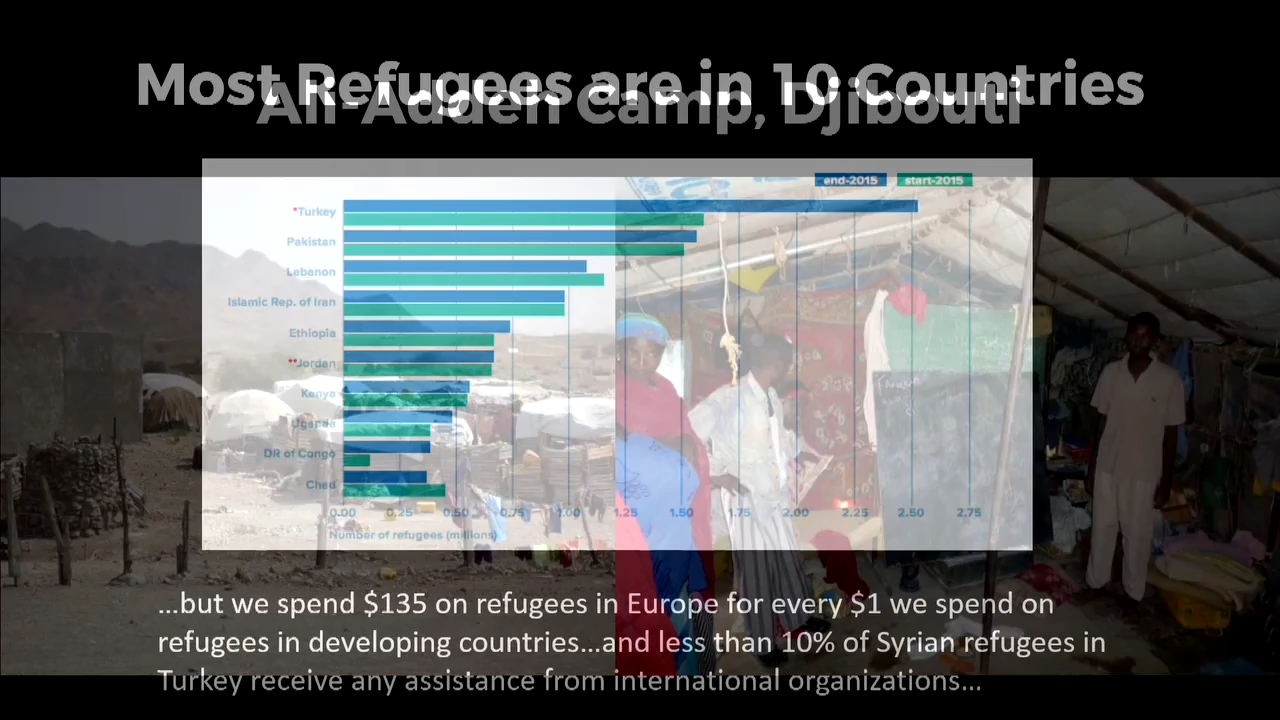 Most Refugees are in 10 Countries
Ali-Addeh Camp, Djibouti
end-2015 start-2015
*Turkey
Pakistan
Lebanon
Islamic Rep. of Iran
Ethiopia
**Jordan
Kenya
Uganda
DR of Congo
Chad
0.00 0.25 0.50 0.75 1.00 1.25 1.50 1.75 2.00 2.25 2.50 2.75
Number of refugees (millions)
...but we spend $135 on refugees in Europe for every $1 we spend on
refugees in developing countries...and less than 10% of Syrian refugees in
Turkey receive any assistance from international organizations...